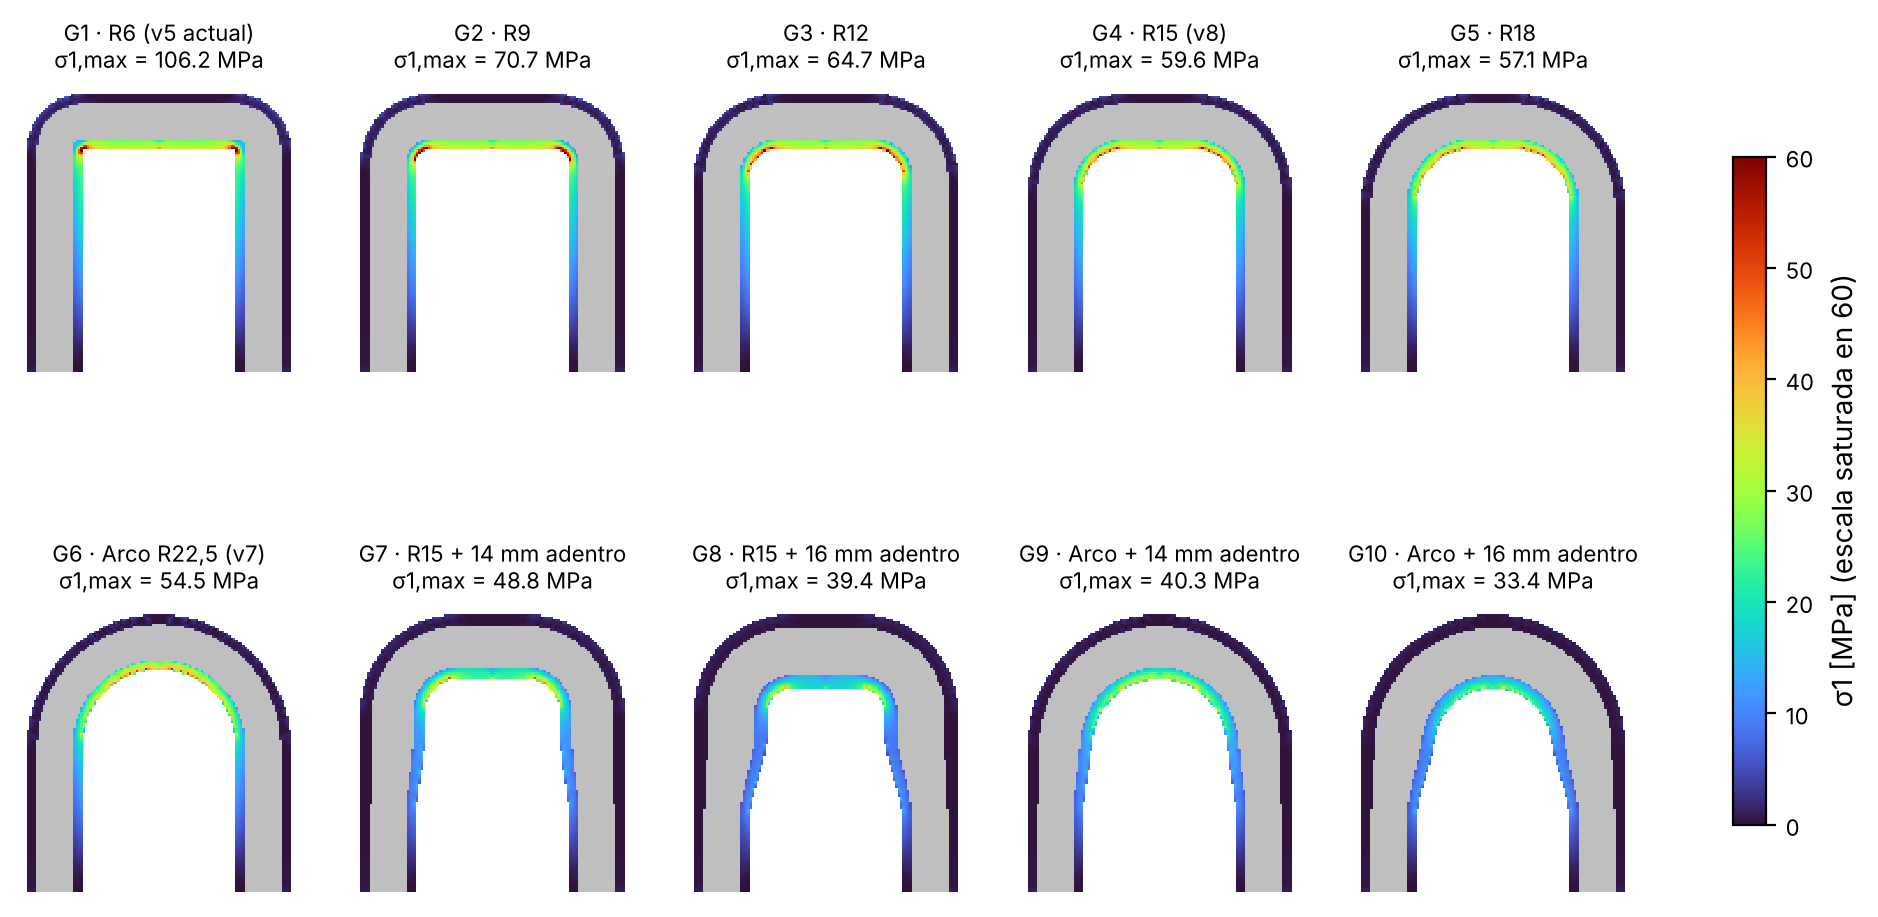 G1 · R6 (v5 actual)
σ1,max = 106.2 MPa
G2 · R9
σ1,max = 70.7 MPa
G3 · R12
σ1,max = 64.7 MPa
G4 · R15 (v8)
σ1,max = 59.6 MPa
G5 · R18
σ1,max = 57.1 MPa
G6 · Arco R22,5 (v7)
σ1,max = 54.5 MPa
G7 · R15 + 14 mm adentro
σ1,max = 48.8 MPa
G8 · R15 + 16 mm adentro
σ1,max = 39.4 MPa
G9 · Arco + 14 mm adentro
σ1,max = 40.3 MPa
G10 · Arco + 16 mm adentro
σ1,max = 33.4 MPa
60
50
40
30
20
10
0
σ1 [MPa] (escala saturada en 60)